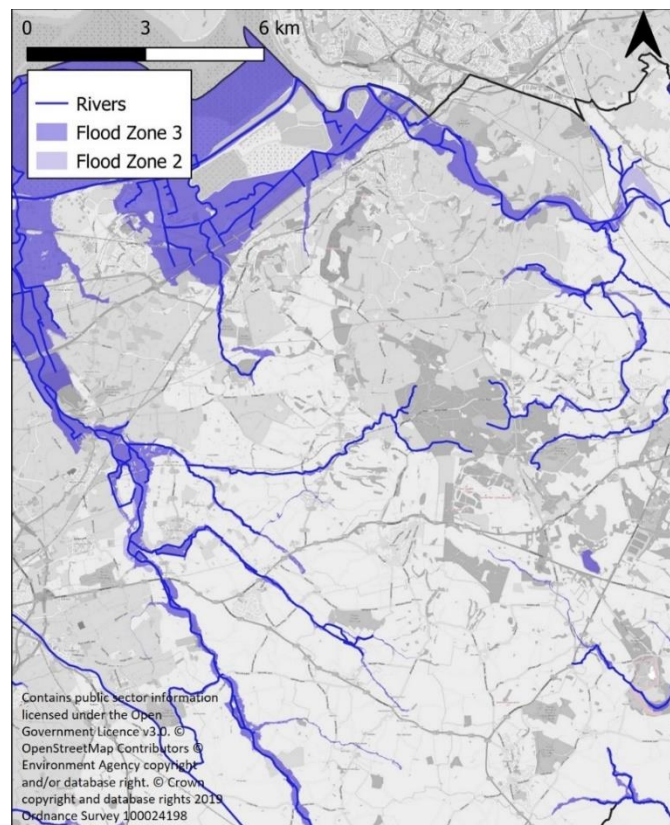 0 3 6 km
Rivers
Flood Zone 3
Flood Zone 2
Contains public sector information
licensed under the Open
Government Licence v3.0. ©
OpenStreetMap Contributors ©
Environment Agency copyright
and/or database right. © Crown
copyright and database rights 2019
Ordnance Survey 100024198